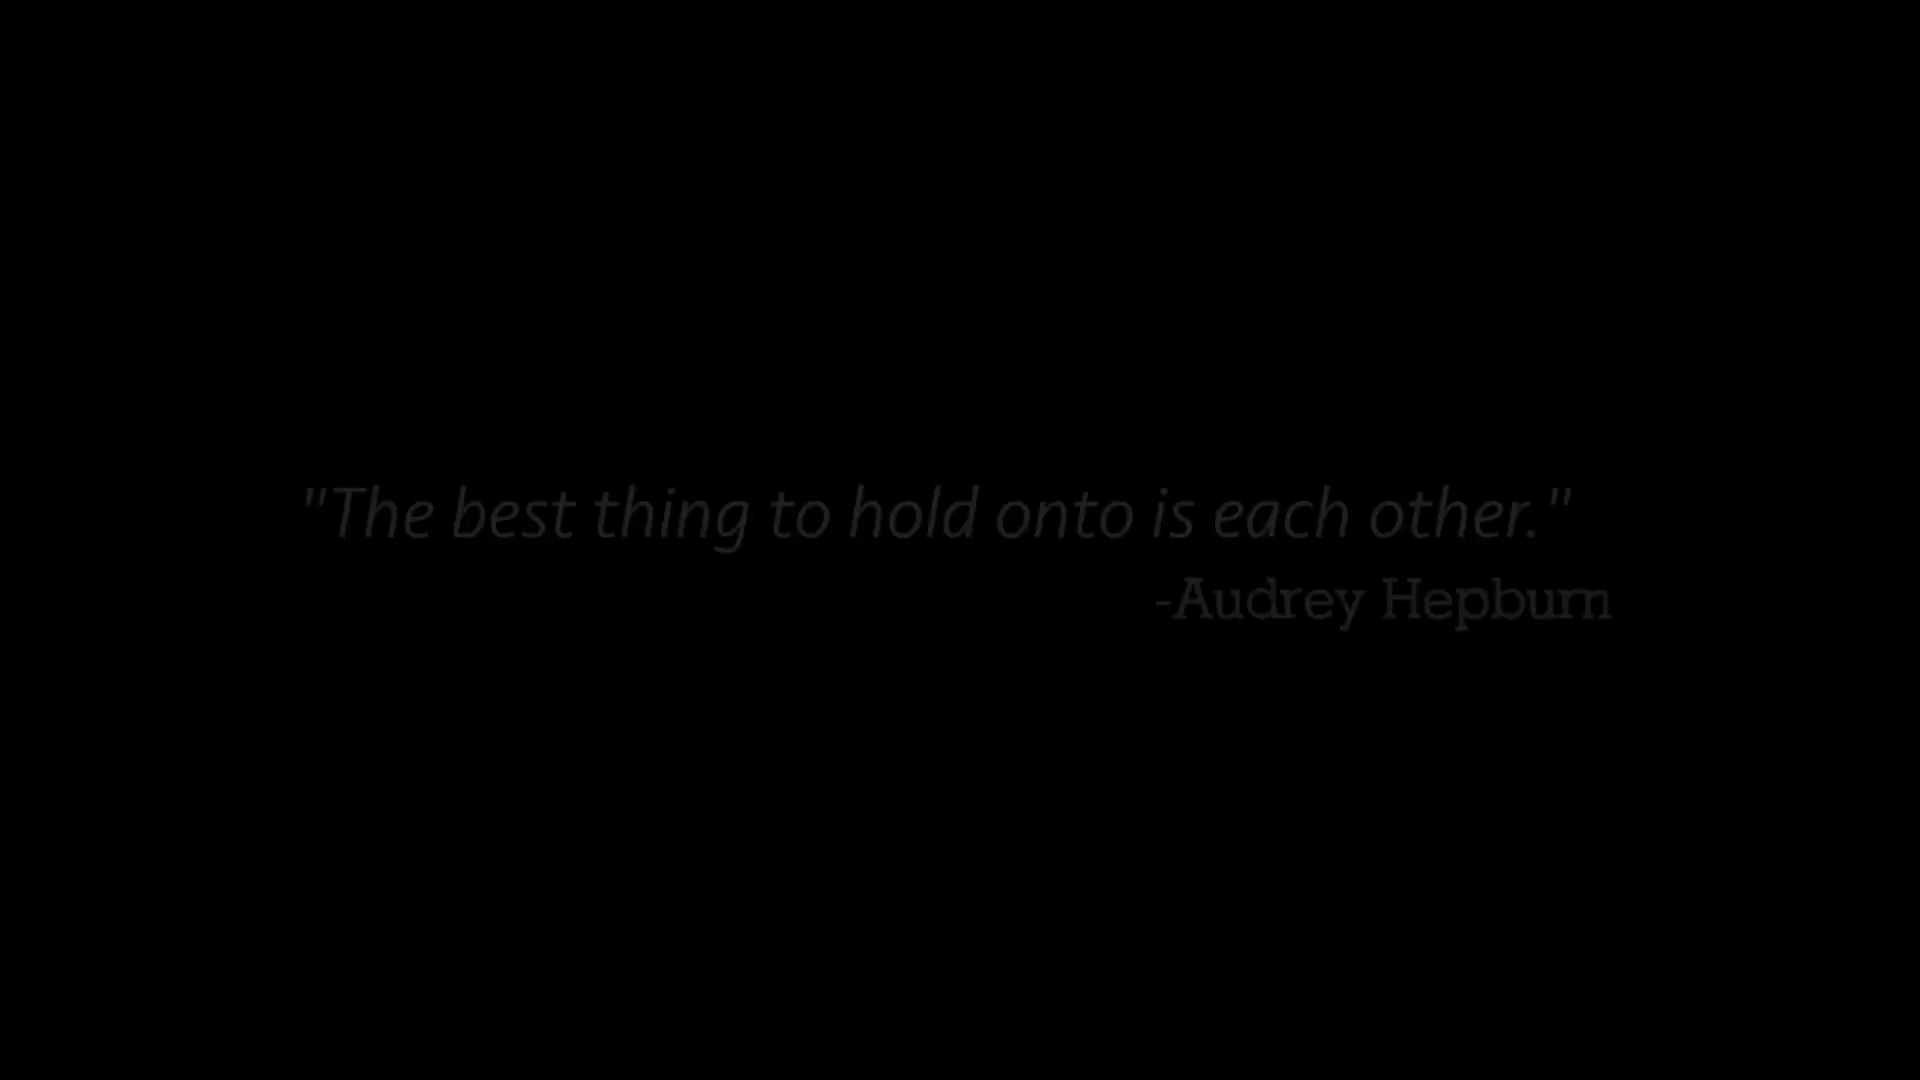 "The best thing to hold onto is each other."
-Audrey Hepburn